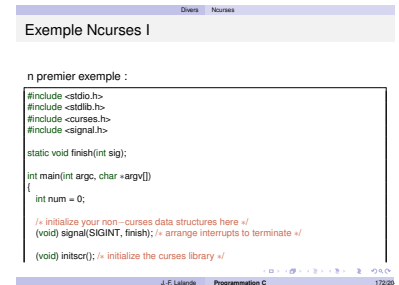 Divers Ncurses
Exemple Ncurses I
n premier exemple :
#include <stdio.h>
#include <stdlib.h>
#include <curses.h>
#include <signal.h>
static void finish(int sig);
int main(int argc, char *argv[])
{
int num = 0;
/* initialize your non−curses data structures here */
(void) signal(SIGINT, finish); /* arrange interrupts to terminate */
(void) initscr(); /* initialize the curses library */
J.-F. Lalande Programmation C 172/20